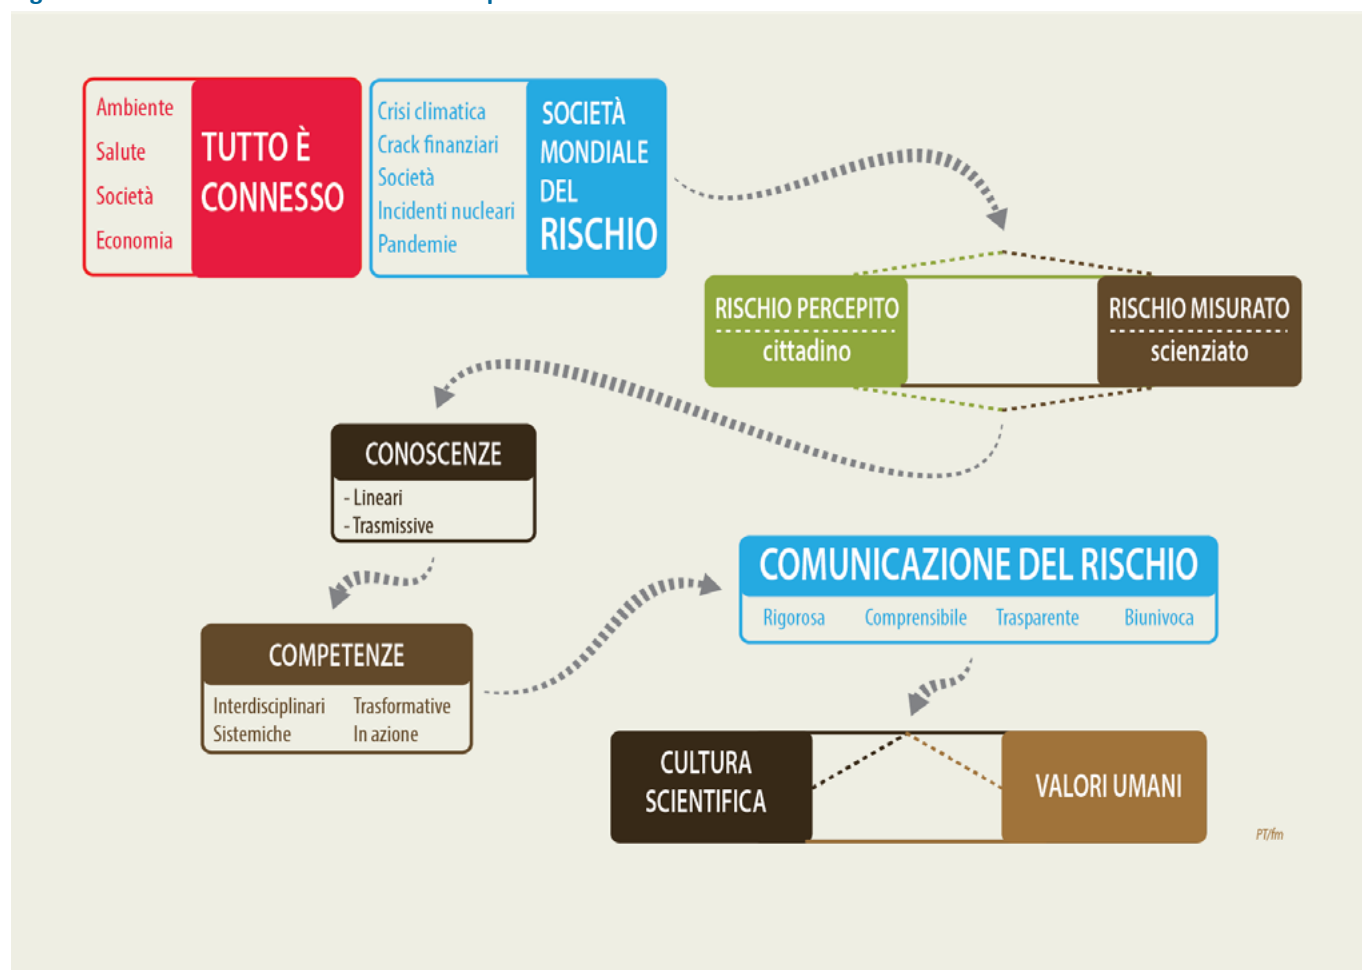 Ambiente
Salute
Società
Economia
TUTTO È
CONNESSO
Crisi climatica
Crack finanziari
Società
Incidenti nucleari
Pandemie
SOCIETÀ
MONDIALE
DEL
RISCHIO
RISCHIO PERCEPITO
cittadino
RISCHIO MISURATO
scienziato
CONOSCENZE
- Lineari
- Trasmissive
COMPETENZE
Interdisciplinari Trasformative
Sistemiche In azione
COMUNICAZIONE DEL RISCHIO
Rigorosa Comprensibile Trasparente Biunivoca
CULTURA
SCIENTIFICA
VALORI UMANI
PT/fm